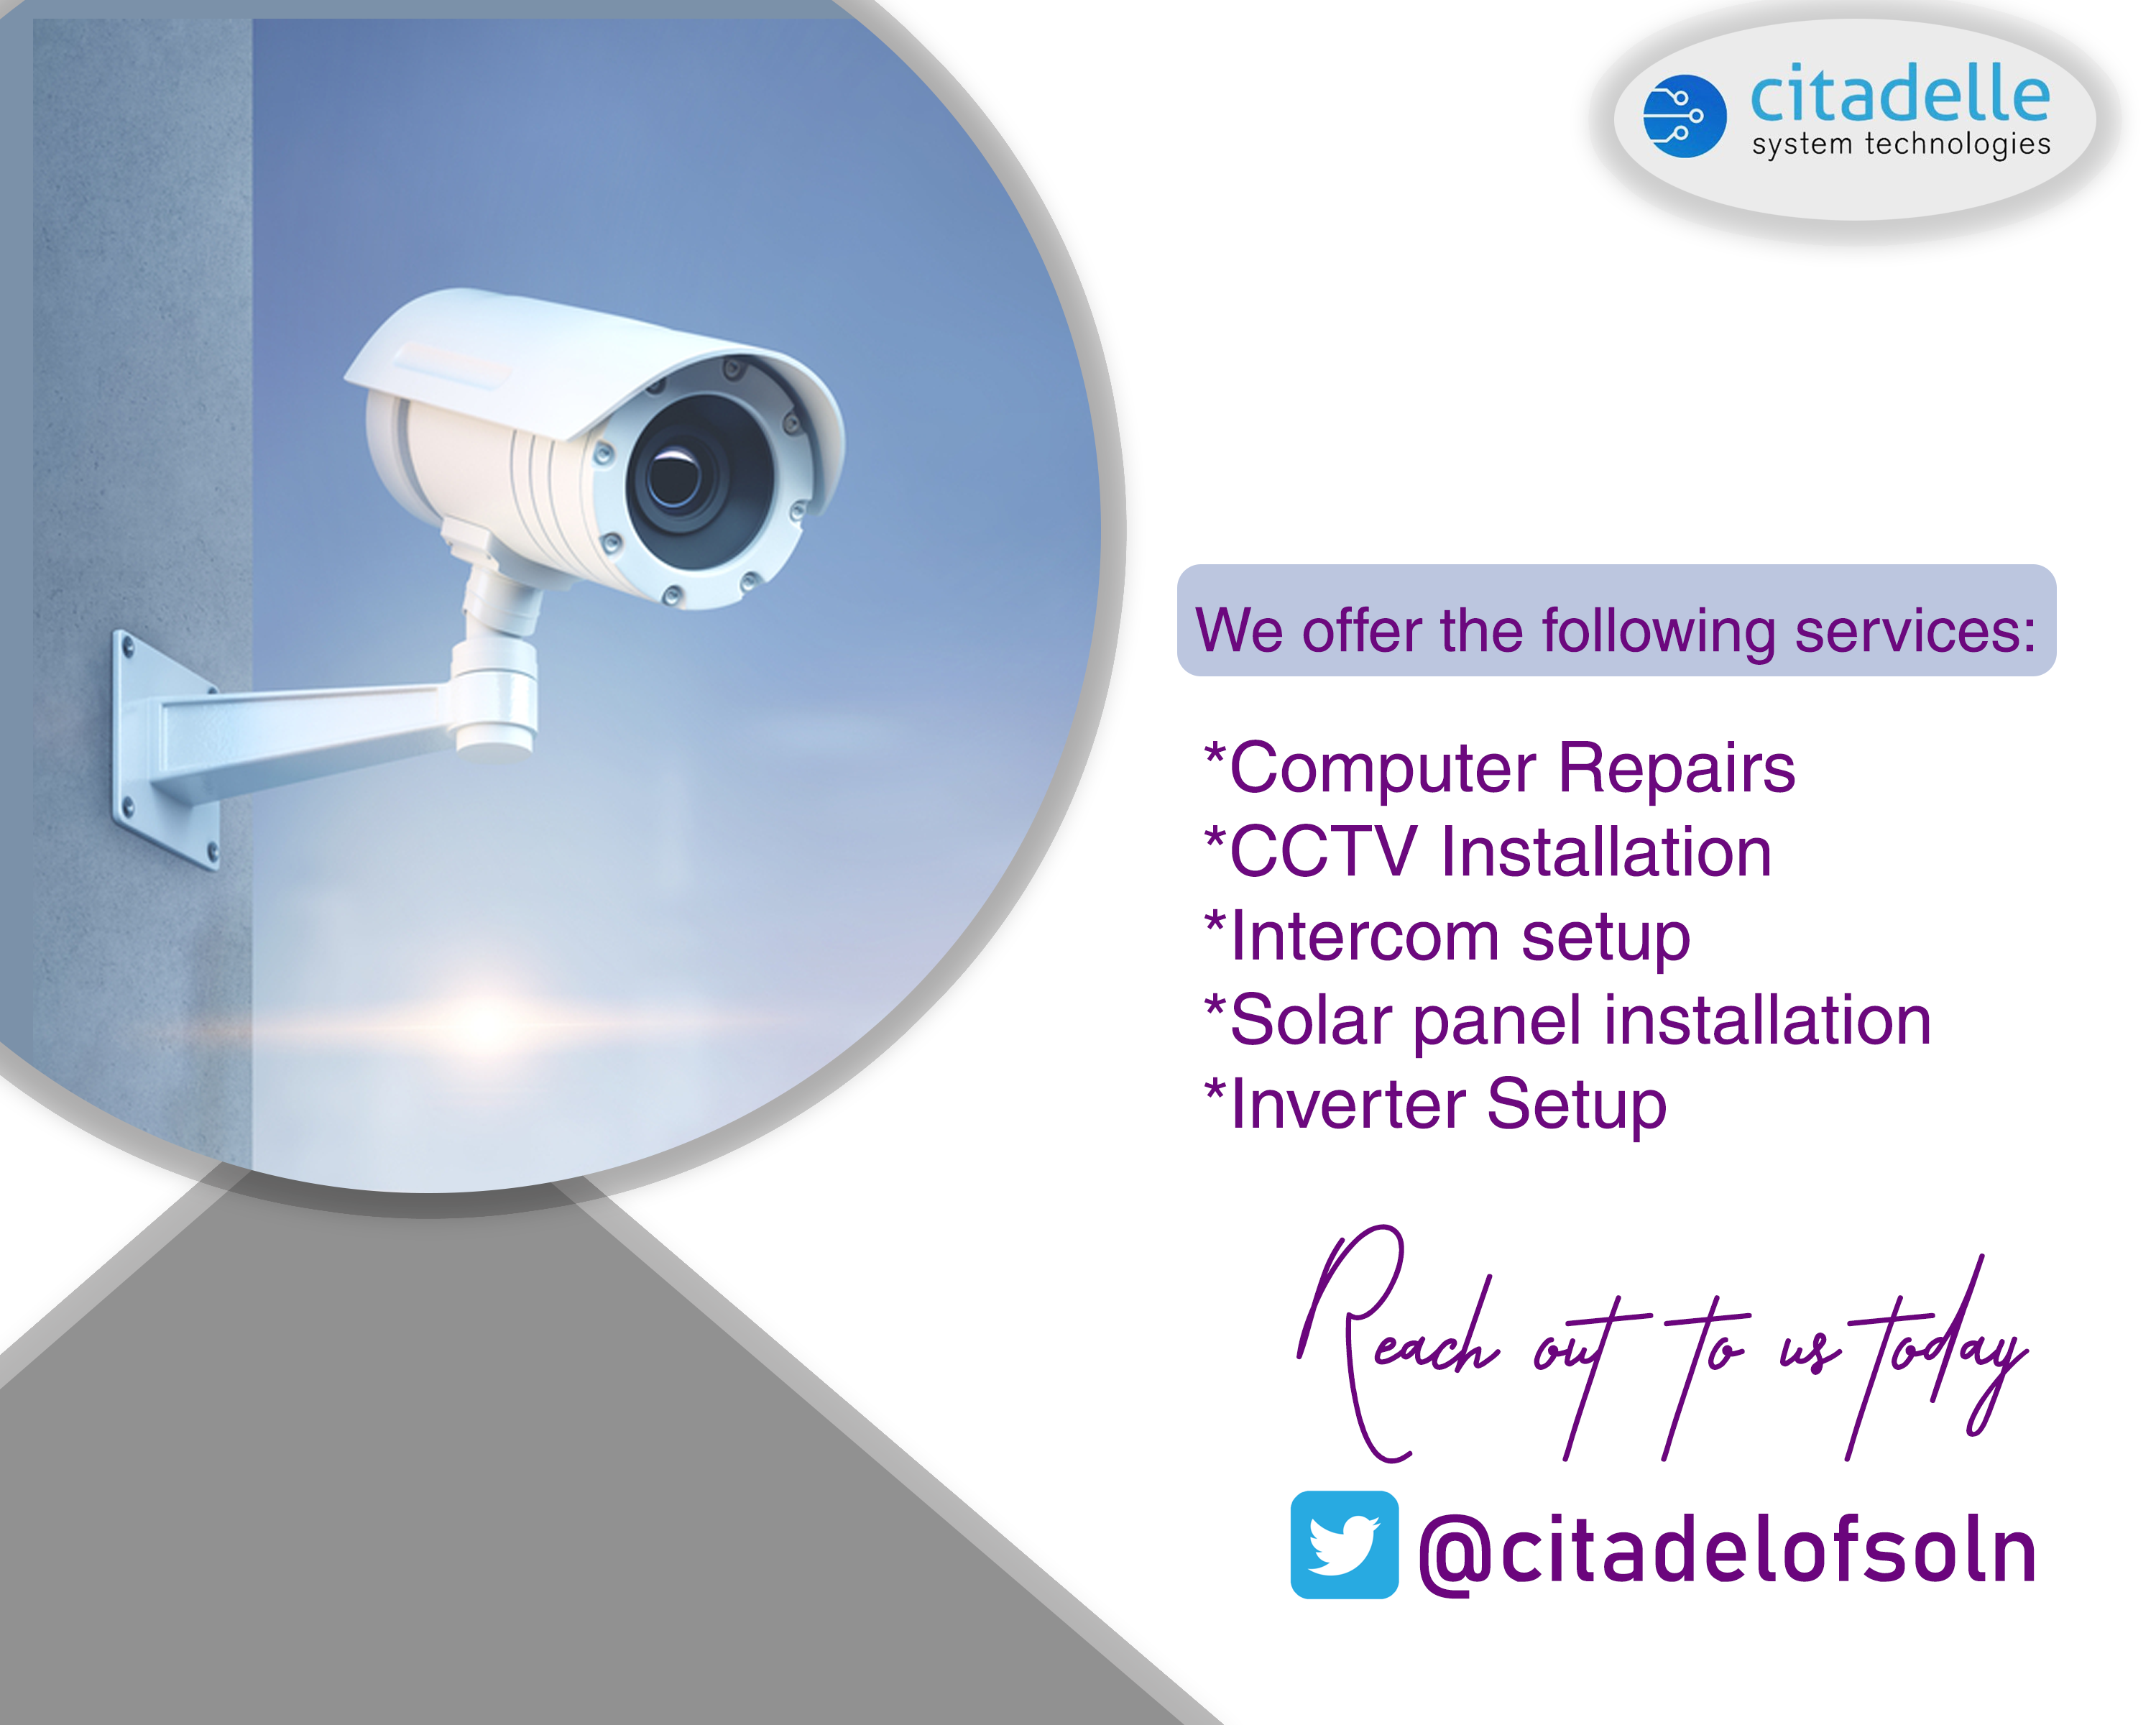 citadelle
system technologies
We offer the following services:
*Computer Repairs
*CCTV Installation
*Intercom setup
*Solar panel installation
*Inverter Setup
Reach out to us today
@citadelofsoln